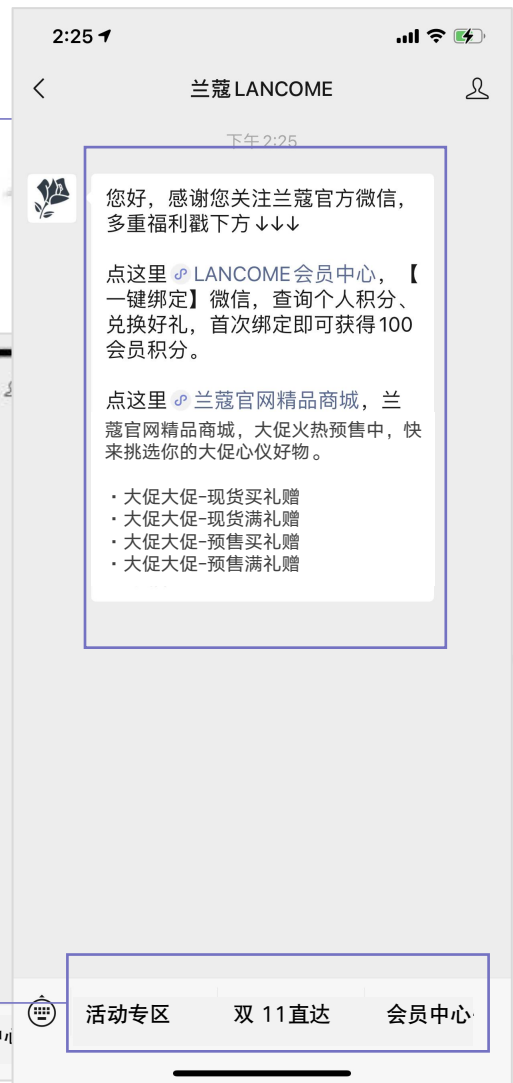 2:25
兰蔻LANCOME
下午2:25
您好，感谢您关注兰蔻官方微信，
多重福利戳下方↓↓↓
点这里 LANCOME会员中心，【
一键绑定】微信，查询个人积分、
兑换好礼，首次绑定即可获得100
会员积分。
点这里 兰蔻官网精品商城，兰
蔻官网精品商城，大促火热预售中，快
来挑选你的大促心仪好物。
·大促大促-现货买礼赠
·大促大促-现货满礼赠
·大促大促-预售买礼赠
·大促大促-预售满礼赠
活动专区
双 11直达
会员中心